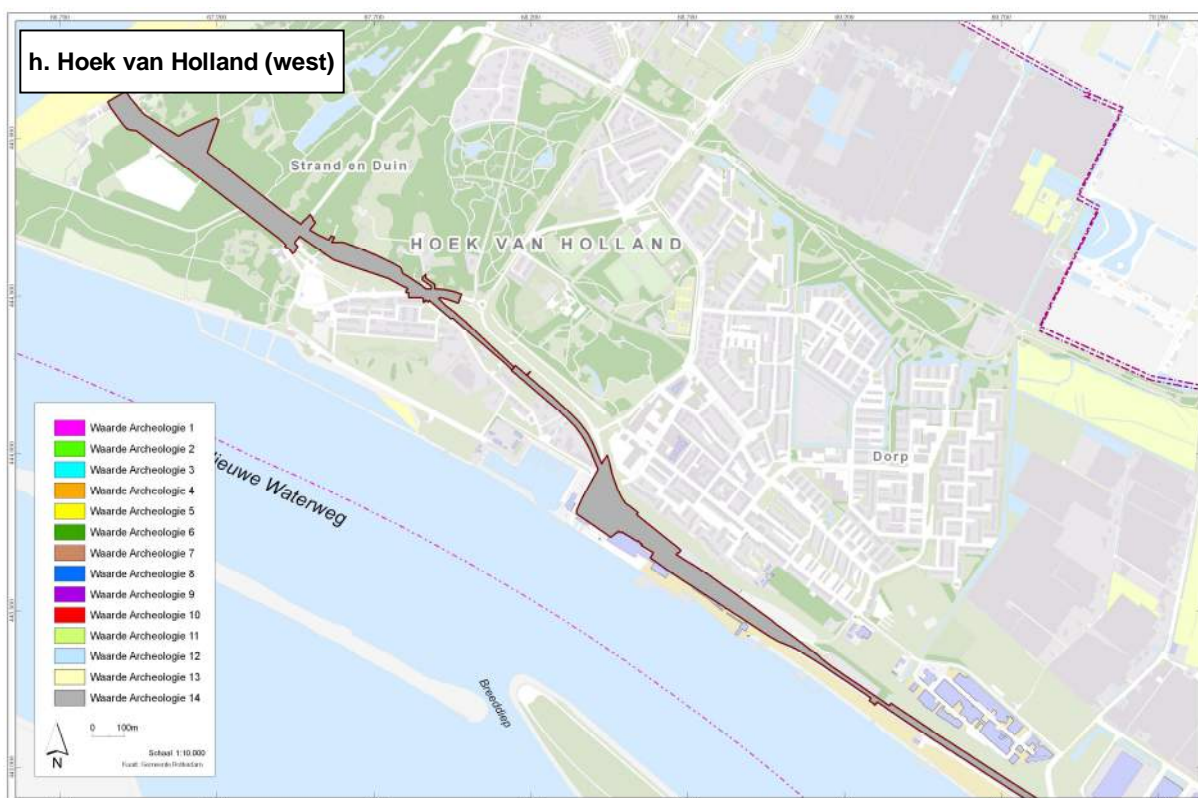 h. Hoek van Holland (west)
Strand en Duin
HOEK VAN HOLLAND
Dorp
Nieuwe Waterweg
Breeddiep
Waarde Archeologie 1
Waarde Archeologie 2
Waarde Archeologie 3
Waarde Archeologie 4
Waarde Archeologie 5
Waarde Archeologie 6
Waarde Archeologie 7
Waarde Archeologie 8
Waarde Archeologie 9
Waarde Archeologie 10
Waarde Archeologie 11
Waarde Archeologie 12
Waarde Archeologie 13
Waarde Archeologie 14
0 100m
N
Schaal 1:10.000
Kaart: Gemeente Rotterdam